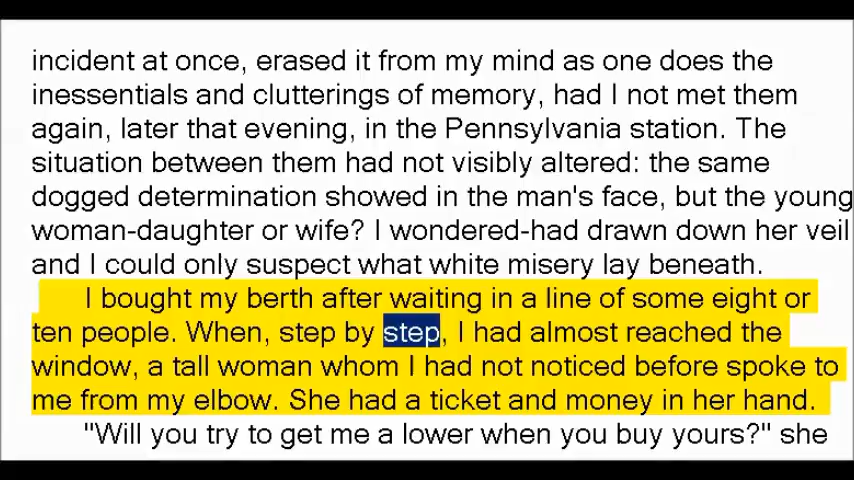 incident at once, erased it from my mind as one does the
inessentials and clutterings of memory, had I not met them
again, later that evening, in the Pennsylvania station. The
situation between them had not visibly altered: the same
dogged determination showed in the man's face, but the young
woman-daughter or wife? I wondered-had drawn down her veil
and I could only suspect what white misery lay beneath.
I bought my berth after waiting in a line of some eight or
ten people. When, step by step, I had almost reached the
window, a tall woman whom I had not noticed before spoke to
me from my elbow. She had a ticket and money in her hand.
"Will you try to get me a lower when you buy yours?" she